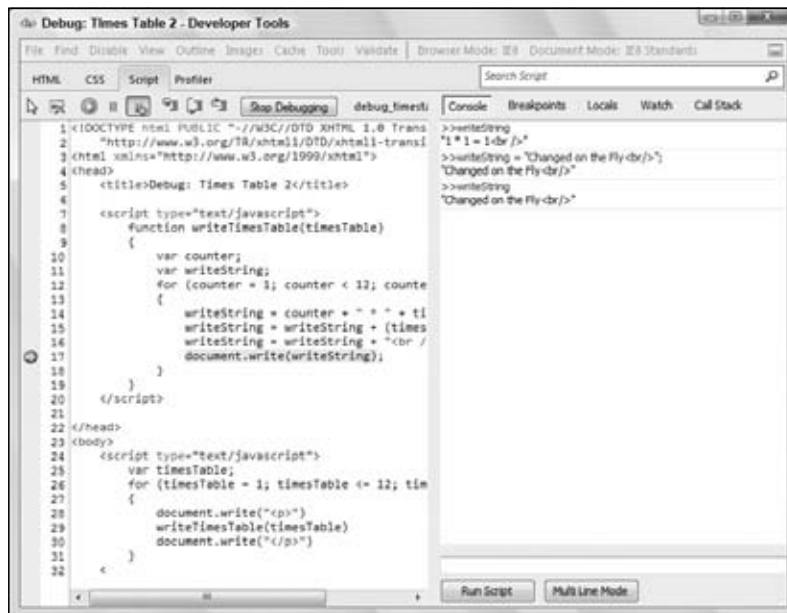 Debug: Times Table 2 - Developer Tools
File Find Disable View Outline Images Cache Tools Validate | Browser Mode: IE8 Document Mode: IE8 Standards
HTML CSS Script Profiler
Search Script
Stop Debugging debug_timest
Console Breakpoints Locals Watch Call Stack
1 <!DOCTYPE html PUBLIC "-//W3C//DTD XHTML 1.0 Trans
2 "http://www.w3.org/TR/xhtml1/DTD/xhtml1-transi
3 <html xmlns="http://www.w3.org/1999/xhtml">
4 <head>
5 <title>Debug: Times Table 2</title>
6
7 <script type="text/javascript">
8 function writeTimesTable(timesTable)
9 {
10 var counter;
11 var writeString;
12 for (counter = 1; counter < 12; counte
13 {
14 writeString = counter + " * " + ti
15 writeString = writeString + (times
16 writeString = writeString + "<br /
17 document.write(writeString);
18 }
19 }
20 </script>
21
22 </head>
23 <body>
24 <script type="text/javascript">
25 var timesTable;
26 for (timesTable = 1; timesTable <= 12; tim
27 {
28 document.write("<p>")
29 writeTimesTable(timesTable)
30 document.write("</p>")
31 }
32 <
>>writeString
"1 * 1 = 1<br />"
>>writeString = "Changed on the Fly<br/>";
"Changed on the Fly<br/>"
>>writeString
"Changed on the Fly<br/>"
Run Script Multi Line Mode